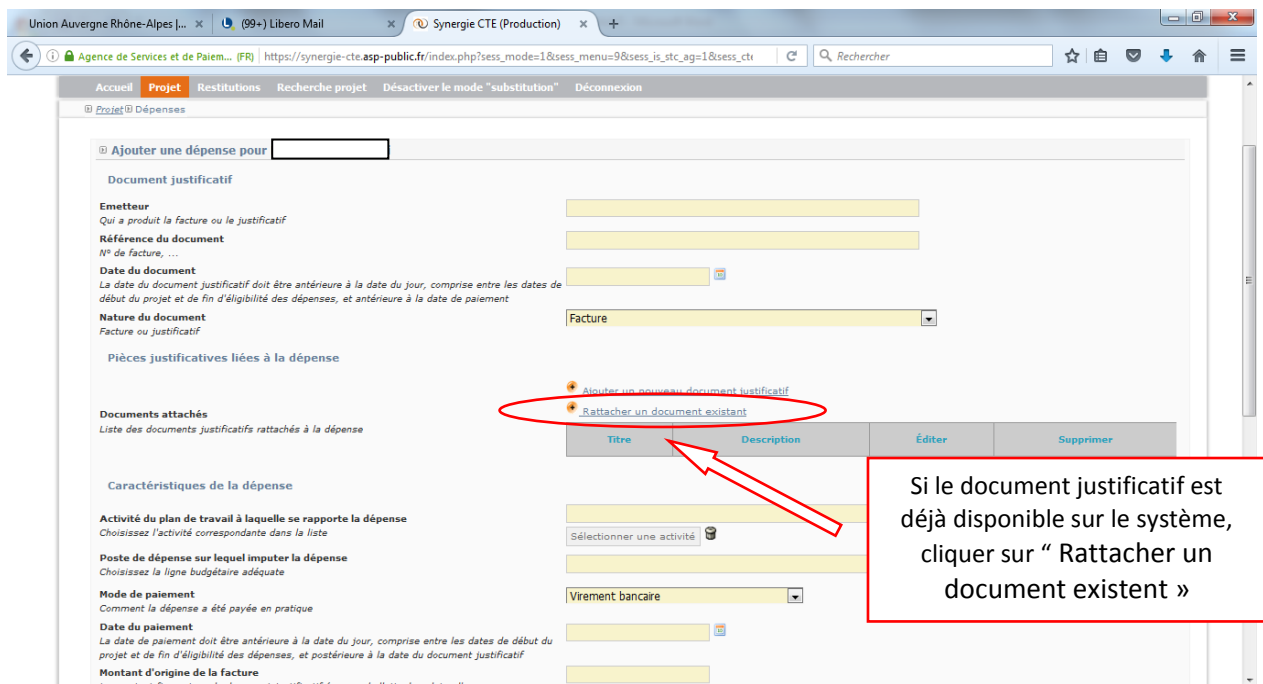 Union Auvergne Rhône-Alpes |...
(99+) Libero Mail
Synergie CTE (Production)
Agence de Services et de Paiem... (FR)
https://synergie-cte.asp-public.fr/index.php?sess_mode=1&sess_menu=9&sess_is_stc_ag=1&sess_cte
Rechercher
Accueil Projet Restitutions Recherche projet Désactiver le mode "substitution" Déconnexion
Projet Dépenses
Ajouter une dépense pour
Document justificatif
Emetteur
Qui a produit la facture ou le justificatif
Référence du document
N° de facture, ...
Date du document
La date du document justificatif doit être antérieure à la date du jour, comprise entre les dates de
début du projet et de fin d'éligibilité des dépenses, et antérieure à la date de paiement
Nature du document
Facture ou justificatif
Facture
Pièces justificatives liées à la dépense
Ajouter un nouveau document justificatif
Documents attachés
Liste des documents justificatifs rattachés à la dépense
Rattacher un document existant
Titre Description Éditer Supprimer
Si le document justificatif est
déjà disponible sur le système,
cliquer sur “ Rattacher un
document existent »
Caractéristiques de la dépense
Activité du plan de travail à laquelle se rapporte la dépense
Choisissez l'activité correspondante dans la liste
Sélectionner une activité
Poste de dépense sur lequel imputer la dépense
Choisissez la ligne budgétaire adéquate
Mode de paiement
Comment la dépense a été payée en pratique
Virement bancaire
Date du paiement
La date de paiement doit être antérieure à la date du jour, comprise entre les dates de début du
projet et de fin d'éligibilité des dépenses, et postérieure à la date du document justificatif
Montant d'origine de la facture